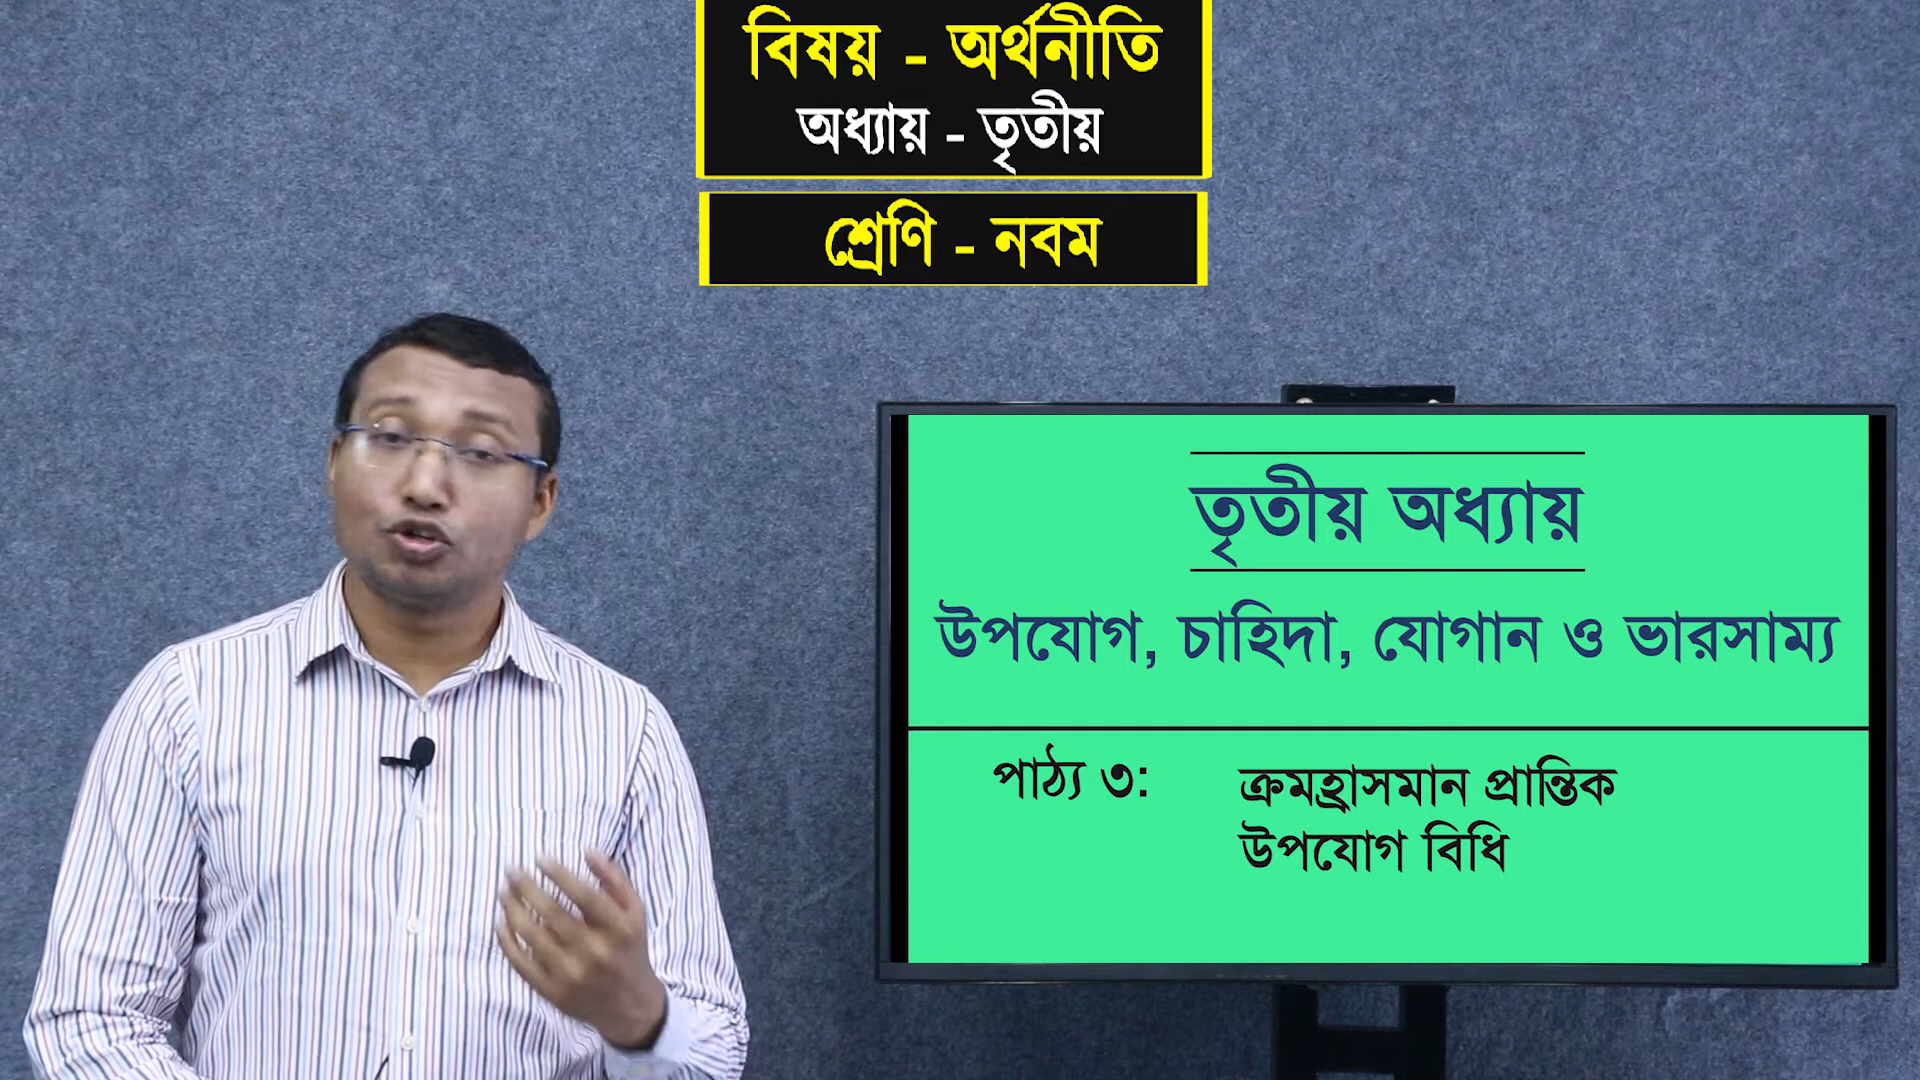 বিষয় - অর্থনীতি
অধ্যায় - তৃতীয়
শ্রেণি - নবম
তৃতীয় অধ্যায়
উপযোগ, চাহিদা, যোগান ও ভারসাম্য
পাঠ্য ৩: ক্রমহ্রাসমান প্রান্তিক
উপযোগ বিধি